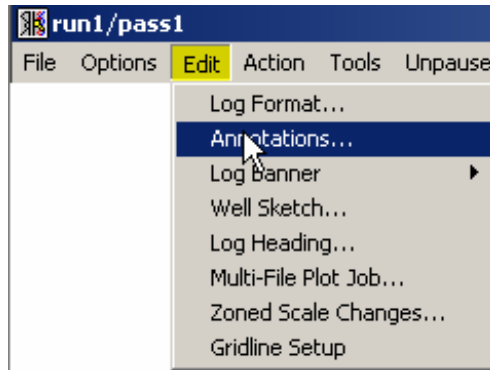 run1/pass1
File Options Edit Action Tools Unpause
Log Format...
Annotations...
Log Banner
Well Sketch...
Log Heading...
Multi-File Plot Job...
Zoned Scale Changes...
Gridline Setup